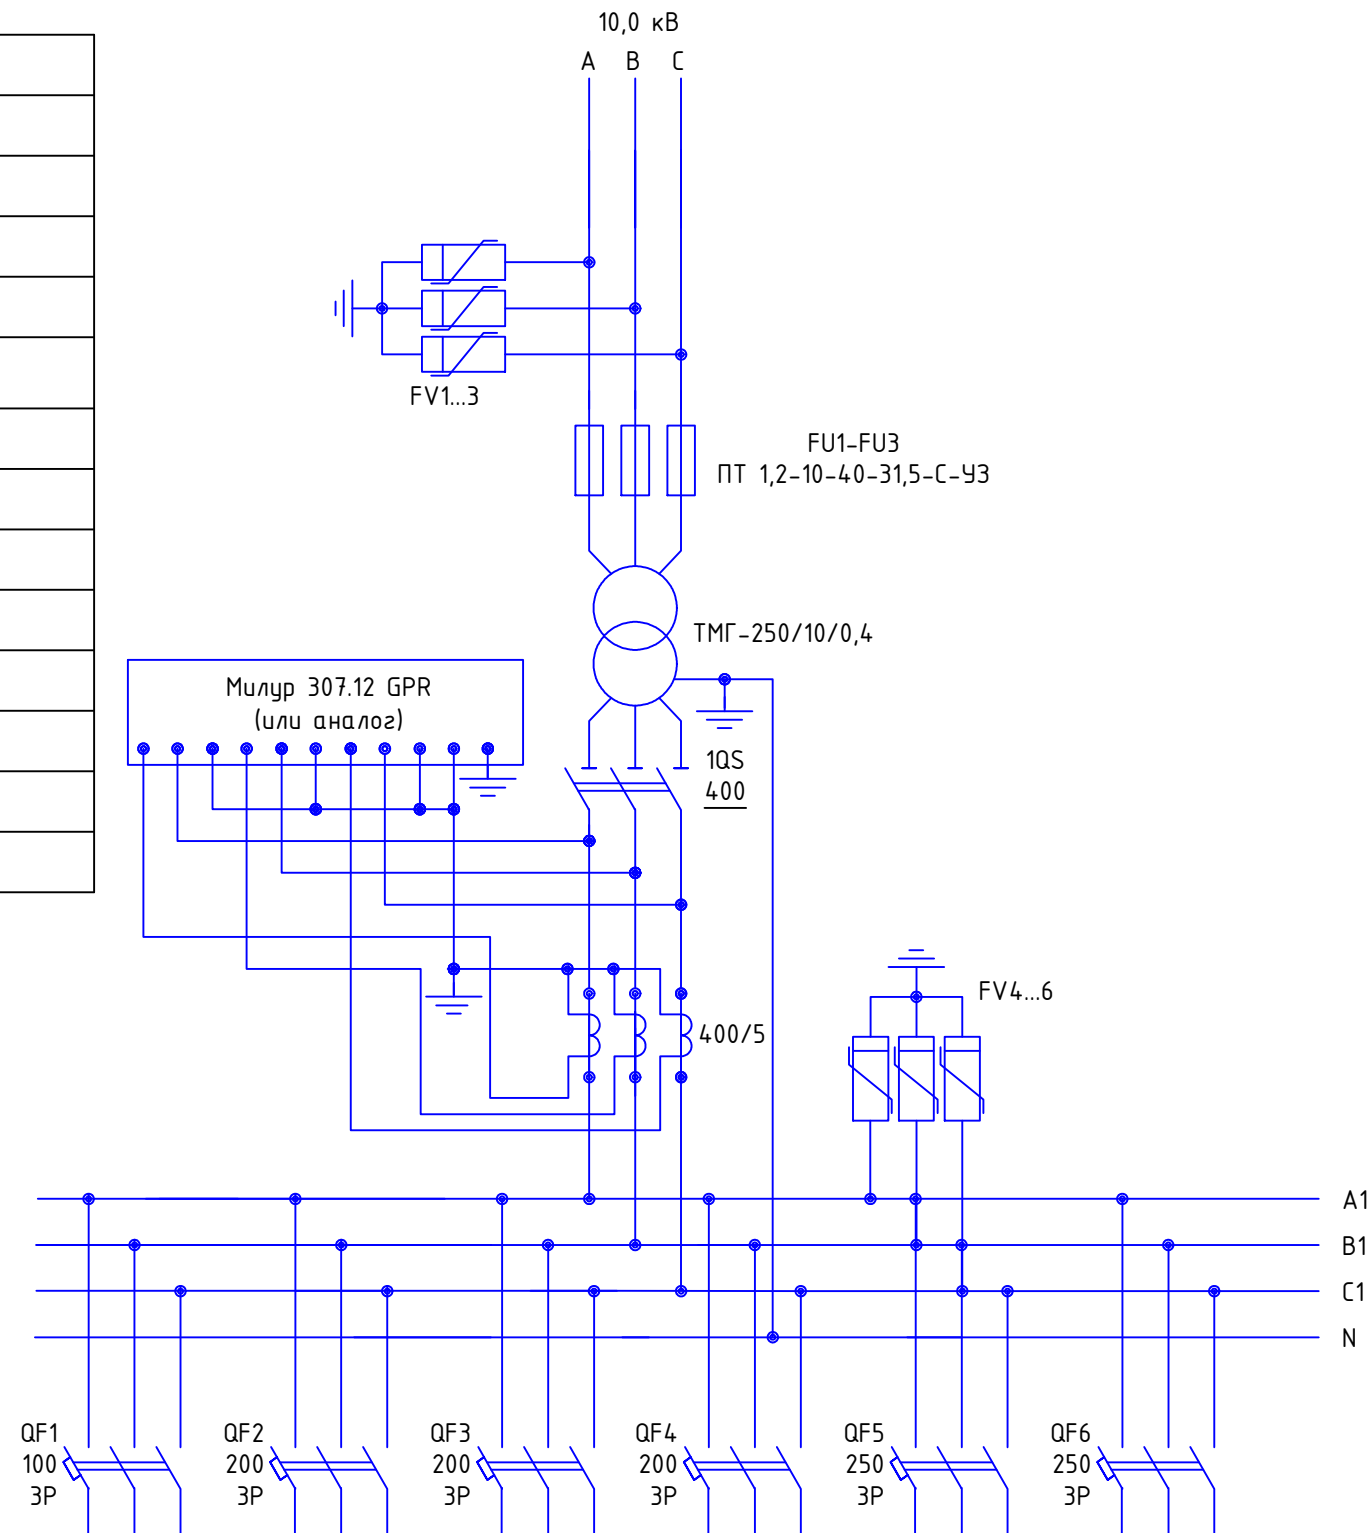 10,0 кВ
A B C
FV1...3
FU1-FU3
ПТ 1,2-10-40-31,5-С-У3
ТМГ-250/10/0,4
Милур 307.12 GPR
(или аналог)
1QS
400
400/5
FV4...6
A1
B1
C1
N
QF1
100
3P
QF2
200
3P
QF3
200
3P
QF4
200
3P
QF5
250
3P
QF6
250
3P